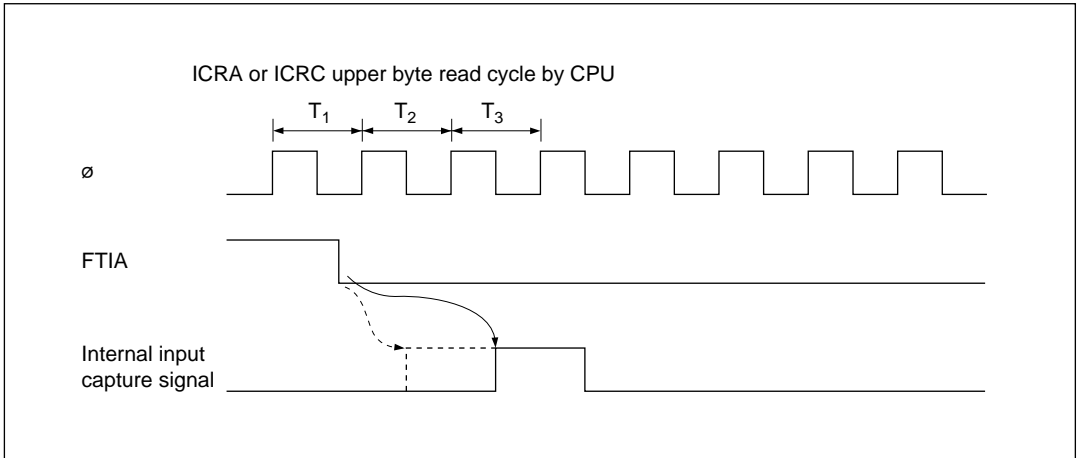 ICRA or ICRC upper byte read cycle by CPU
T1 T2 T3
ø
FTIA
Internal input
capture signal